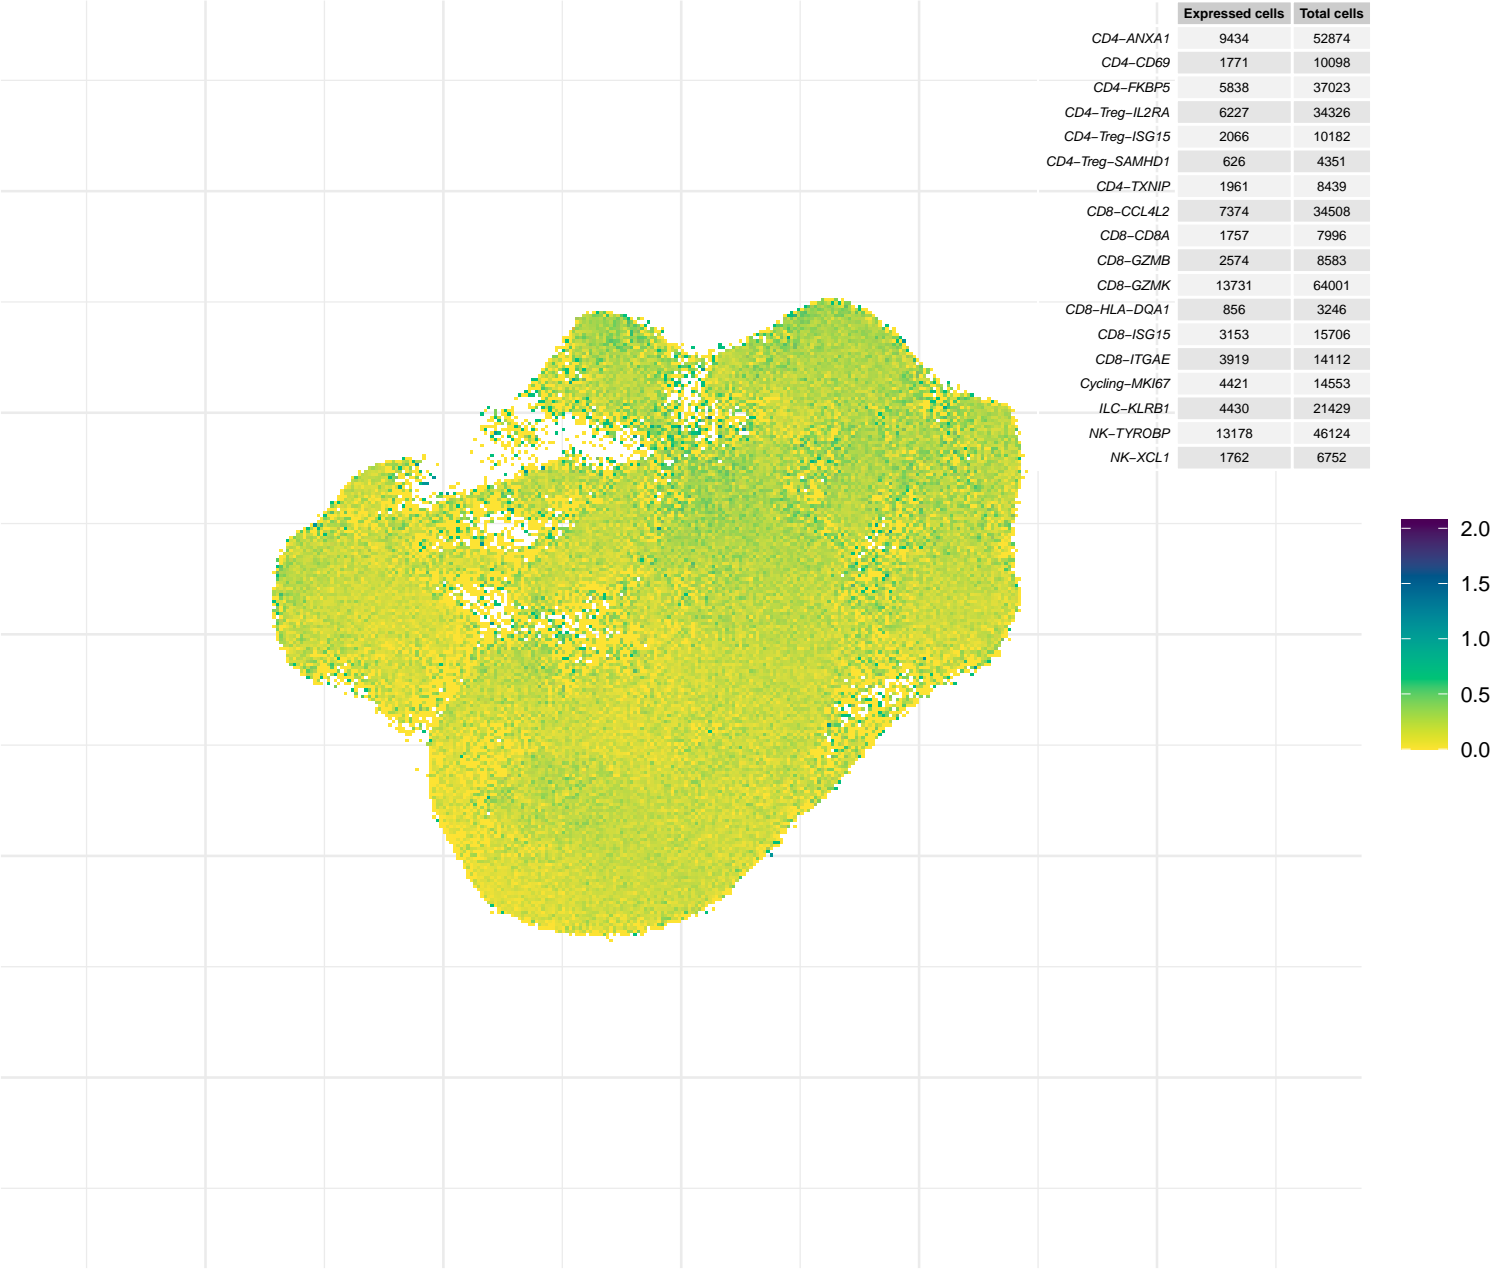 Expressed cells Total cells
CD4−ANXA1 9434 52874
CD4−CD69 1771 10098
CD4−FKBP5 5838 37023
CD4−Treg−IL2RA 6227 34326
CD4−Treg−ISG15 2066 10182
CD4−Treg−SAMHD1 626 4351
CD4−TXNIP 1961 8439
CD8−CCL4L2 7374 34508
CD8−CD8A 1757 7996
CD8−GZMB 2574 8583
CD8−GZMK 13731 64001
CD8−HLA−DQA1 856 3246
CD8−ISG15 3153 15706
CD8−ITGAE 3919 14112
Cycling−MKI67 4421 14553
ILC−KLRB1 4430 21429
NK−TYROBP 13178 46124
NK−XCL1 1762 6752
2.0
1.5
1.0
0.5
0.0